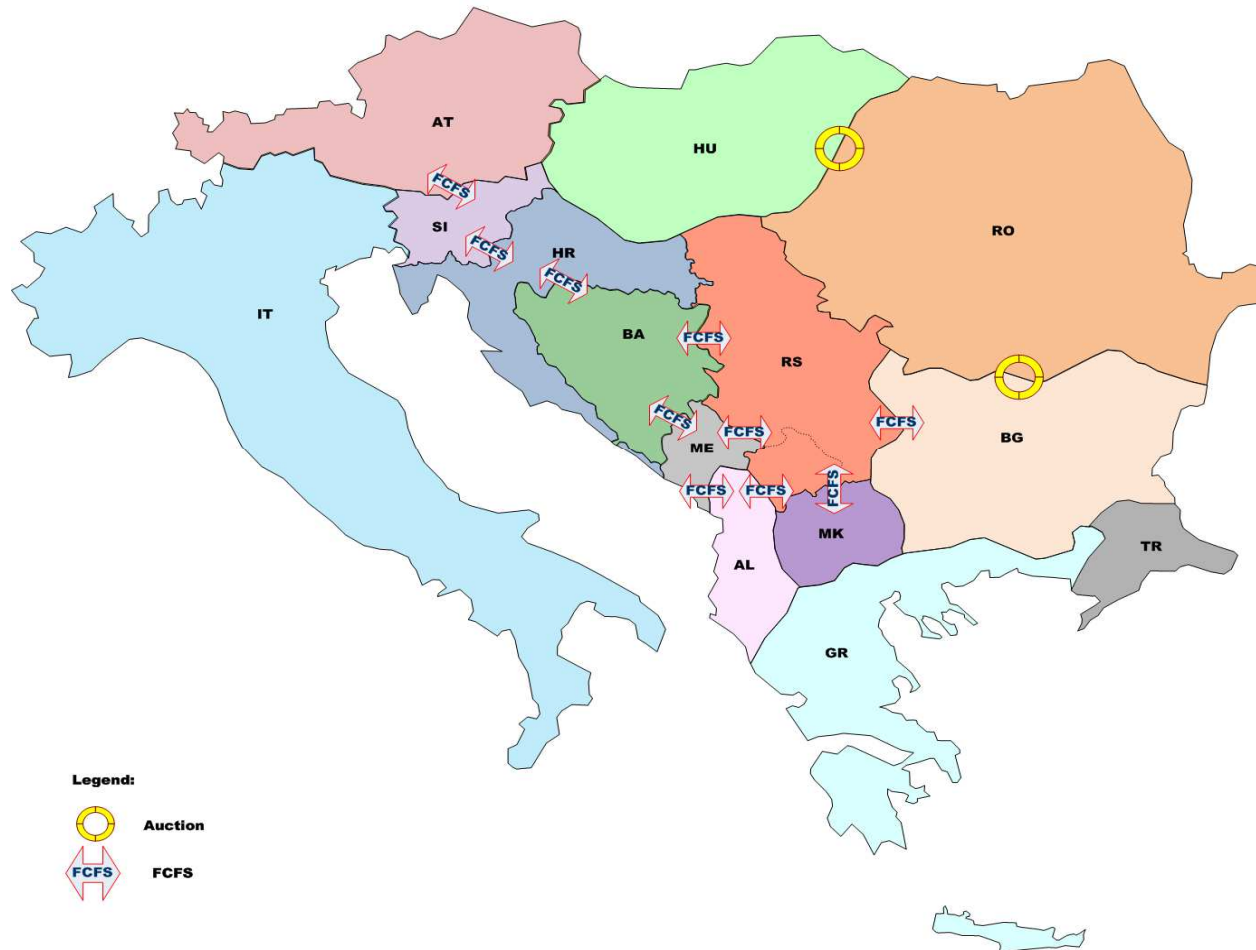 AT
HU
FCFS
SI
RO
FCFS
HR
FCFS
IT
BA
FCFS
RS
FCFS
FCFS
FCFS
BG
ME
FCFS
FCFS
FCFS
MK
TR
AL
GR
Legend:
Auction
FCFS
FCFS